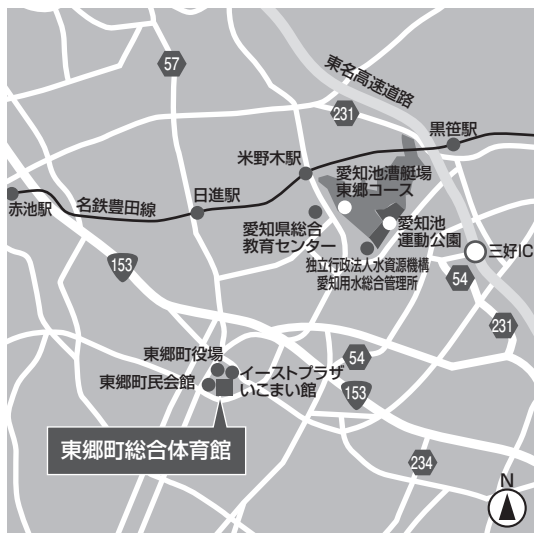 57
東名高速道路
231
黒笹駅
米野木駅
愛知池漕艇場
東郷コース
赤池駅
名鉄豊田線
日進駅
愛知県総合
教育センター
愛知池
運動公園
独立行政法人水資源機構
愛知用水総合管理所
三好IC
153
54
231
東郷町役場
54
東郷町民会館
イーストプラザ
いこまい館
153
東郷町総合体育館
234
N